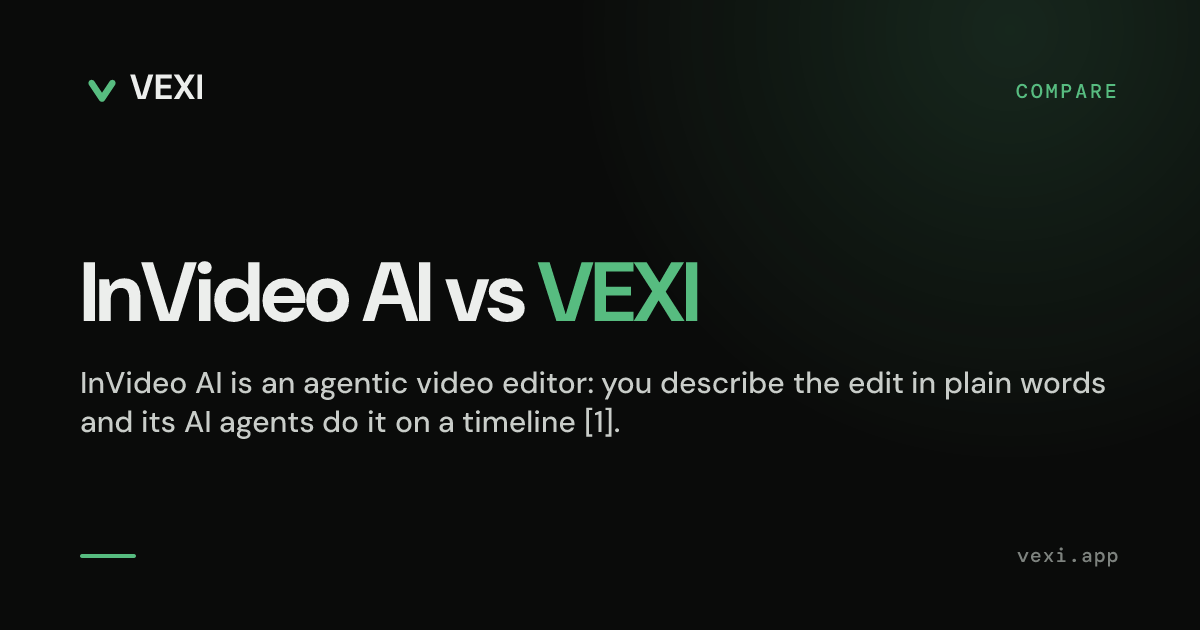 VEXI
COMPARE
InVideo AI vs VEXI
InVideo AI is an agentic video editor: you describe the edit in plain words
and its AI agents do it on a timeline [1].
vexi.app